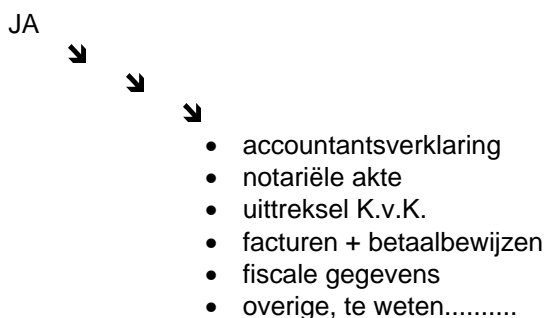 JA
• accountantsverklaring
• notariële akte
• uittreksel K.v.K.
• facturen + betaalbewijzen
• fiscale gegevens
• overige, te weten..........